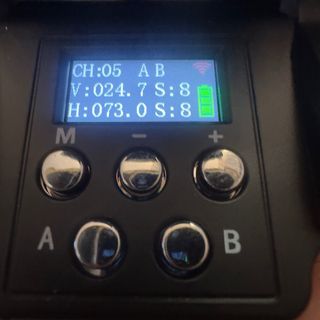 CH:05 A B
V:024.7 S:8
H:073.0 S:8
M - +
A B